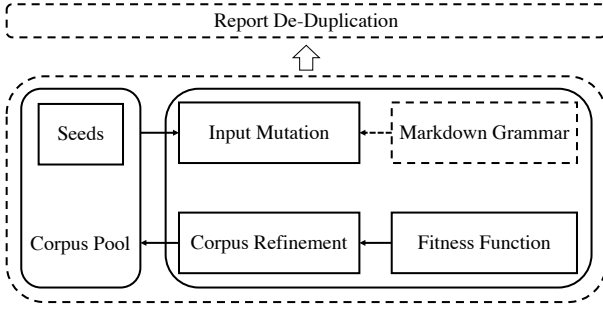 Report De-Duplication
Seeds
Input Mutation
Markdown Grammar
Corpus Pool
Corpus Refinement
Fitness Function